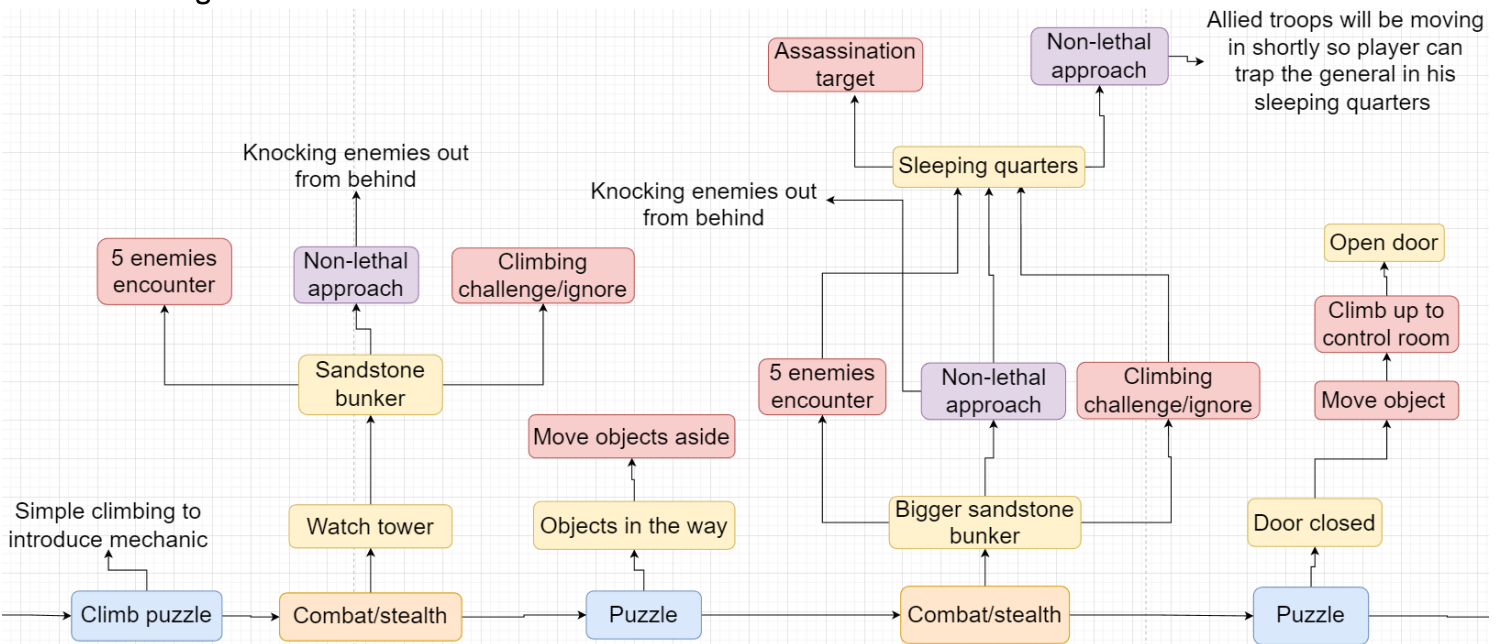 Allied troops will be moving
in shortly so player can
trap the general in his
sleeping quarters
Assassination
target
Non-lethal
approach
Knocking enemies out
from behind
Sleeping quarters
Knocking enemies out
from behind
5 enemies
encounter
Non-lethal
approach
Climbing
challenge/ignore
Open door
Climb up to
control room
Sandstone
bunker
5 enemies
encounter
Non-lethal
approach
Climbing
challenge/ignore
Move object
Move objects aside
Simple climbing to
introduce mechanic
Watch tower
Objects in the way
Bigger sandstone
bunker
Door closed
Climb puzzle
Combat/stealth
Puzzle
Combat/stealth
Puzzle